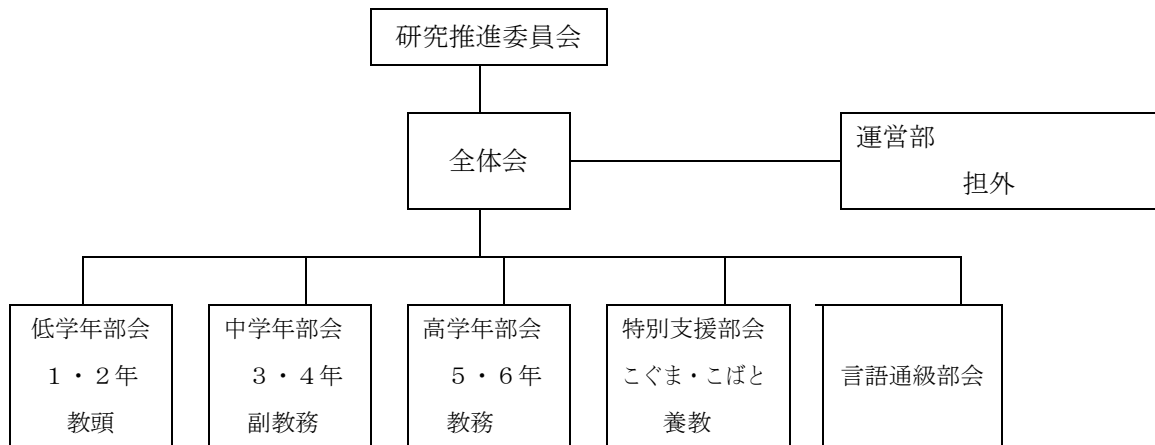 研究推進委員会
全体会
運営部
担外
低学年部会
１・２年
教頭
中学年部会
３・４年
副教務
高学年部会
５・６年
教務
特別支援部会
こぐま・こばと
養教
言語通級部会